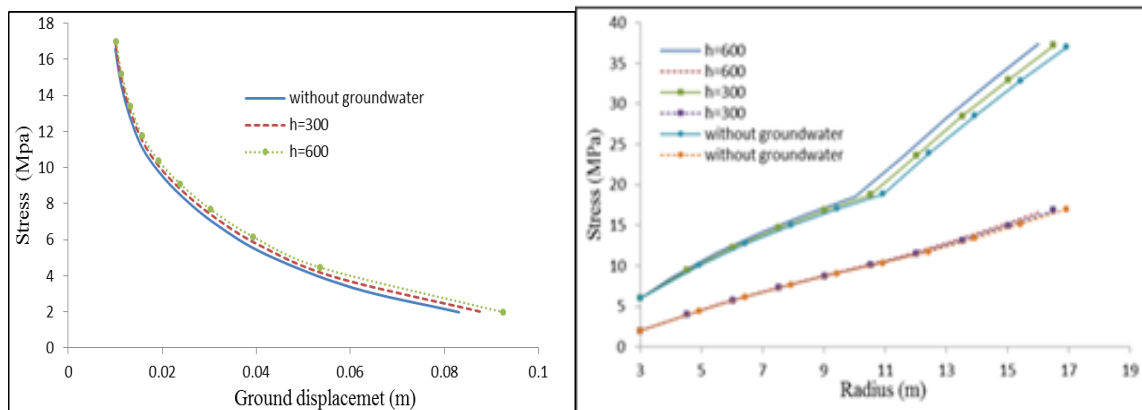 18
16
14
12
10
8
6
4
2
0
Stress (Mpa)
without groundwater
h=300
h=600
0
0.02
0.04
0.06
0.08
0.1
Ground displacemet (m)
40
35
30
25
20
15
10
5
0
Stress (MPa)
h=600
h=600
h=300
h=300
without groundwater
without groundwater
3
5
7
9
11
13
15
17
19
Radius (m)